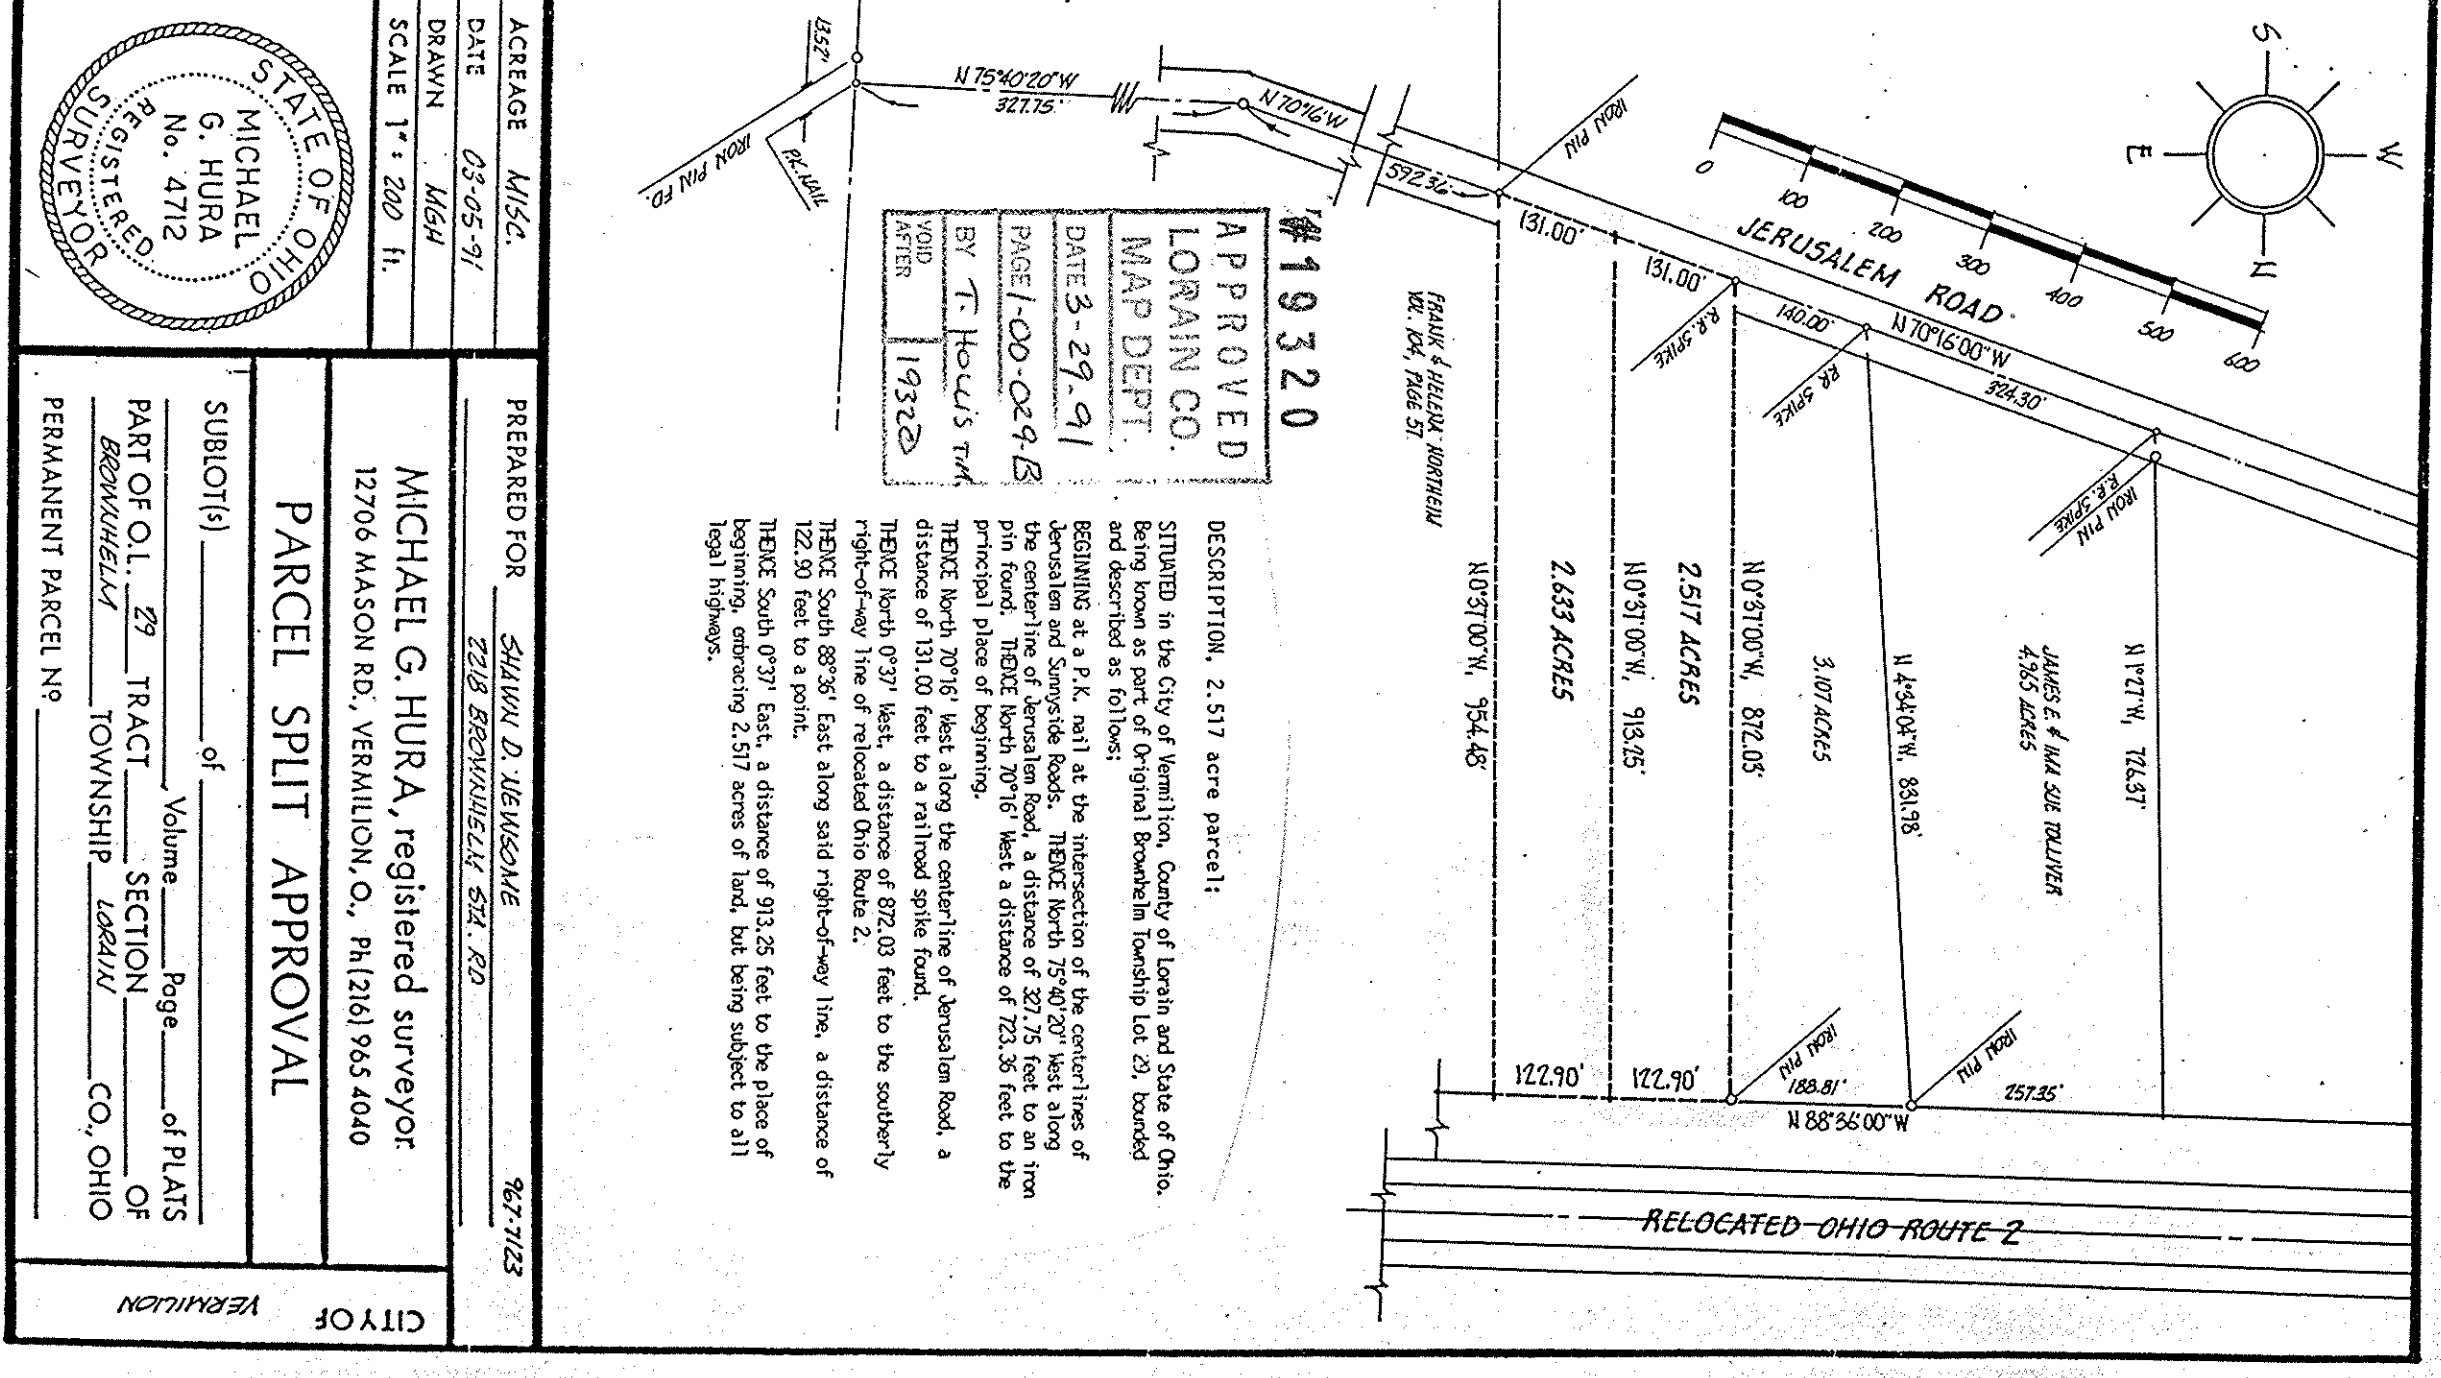 S
W
E
N
0
100
200
300
400
500
600
JERUSALEM ROAD
N 70°16'00"W
324.30'
140.00'
131.00'
131.00'
592.36'
N 70°16'W
N 75°40'20"W
327.75'
13.52'
IRON PIN FD.
P.K. NAIL
IRON PIN
R.R. SPIKE
RR SPIKE
R.R. SPIKE
IRON PIN
FRANK & HELENA NORTHEIN
VOL. 104, PAGE 57
N 0°37'00"W, 954.48'
2.633 ACRES
N 0°37'00"W, 913.25'
2.517 ACRES
N 0°37'00"W, 872.03'
3.107 ACRES
N 4°34'04"W, 831.98'
JAMES E. & IMA SUE TOLLIVER
4.965 ACRES
N 1°27'W, 726.37'
122.90'
122.90'
IRON PIN
188.81'
IRON PIN
257.35'
N 88°36'00"W
RELOCATED OHIO ROUTE 2
#19320
APPROVED
LORAIN CO.
MAP DEPT.
DATE 3-29-91
PAGE 1-00-029-B
BY T. HOLLIS TM
VOID
AFTER 19320
DESCRIPTION, 2.517 acre parcel;
SITUATED in the City of Vermilion, County of Lorain and State of Ohio.
Being known as part of Original Brownhelm Township Lot 29, bounded
and described as follows;
BEGINNING at a P.K. nail at the intersection of the centerlines of
Jerusalem and Sunnyside Roads. THENCE North 75°40'20" West along
the centerline of Jerusalem Road, a distance of 327.75 feet to an iron
pin found. THENCE North 70°16' West a distance of 723.36 feet to the
principal place of beginning.
THENCE North 70°16' West along the centerline of Jerusalem Road, a
distance of 131.00 feet to a railroad spike found.
THENCE North 0°37' West, a distance of 872.03 feet to the southerly
right-of-way line of relocated Ohio Route 2.
THENCE South 88°36' East along said right-of-way line, a distance of
122.90 feet to a point.
THENCE South 0°37' East, a distance of 913.25 feet to the place of
beginning, embracing 2.517 acres of land, but being subject to all
legal highways.
ACREAGE MISC.
DATE 03-05-91
DRAWN MGH
SCALE 1": 200 ft.
STATE OF OHIO
MICHAEL
G. HURA
No. 4712
REGISTERED
SURVEYOR
PREPARED FOR SHAWN D. NEWSOME 967-7123
2218 BROWNHELM STA. RD
MICHAEL G. HURA, registered surveyor.
12706 MASON RD., VERMILION, O., Ph(216) 965 4040
PARCEL SPLIT APPROVAL
SUBLOT(s) of
, Volume Page of PLATS
PART OF O.L. 29 TRACT SECTION OF
BROWNHELM TOWNSHIP LORAIN CO., OHIO
PERMANENT PARCEL Nº
CITY OF
VERMILION